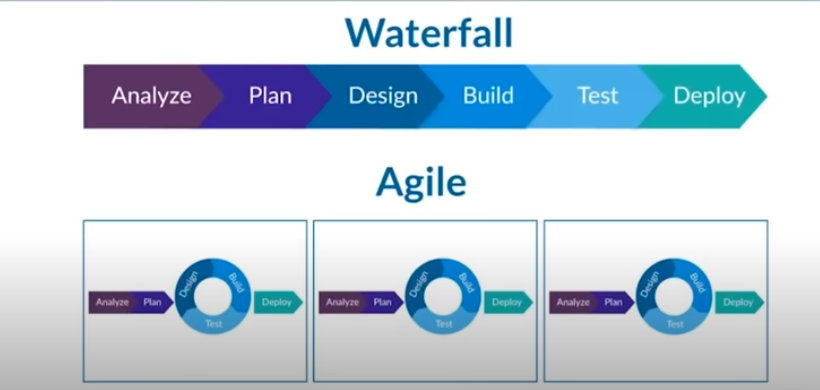 Waterfall
Analyze Plan Design Build Test Deploy
Agile
Analyze Plan Design Build Test Deploy
Analyze Plan Design Build Test Deploy
Analyze Plan Design Build Test Deploy